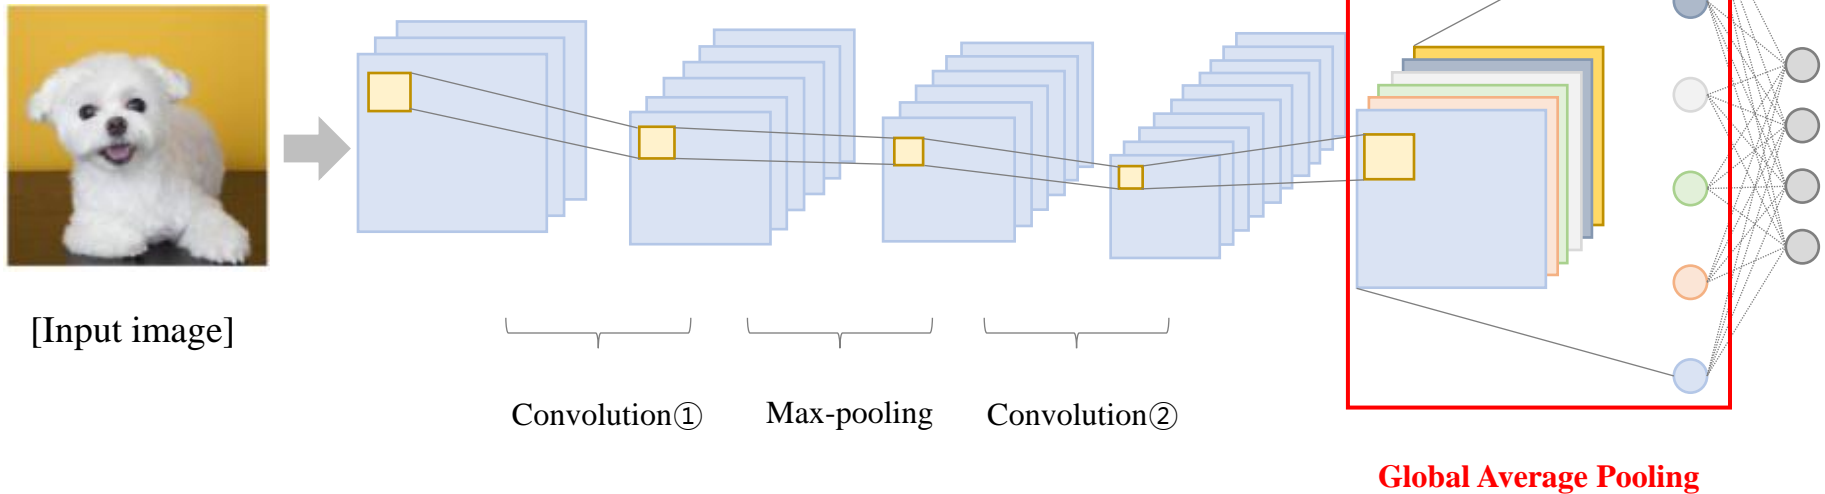 [Input image]
Convolution①
Max-pooling
Convolution②
Global Average Pooling